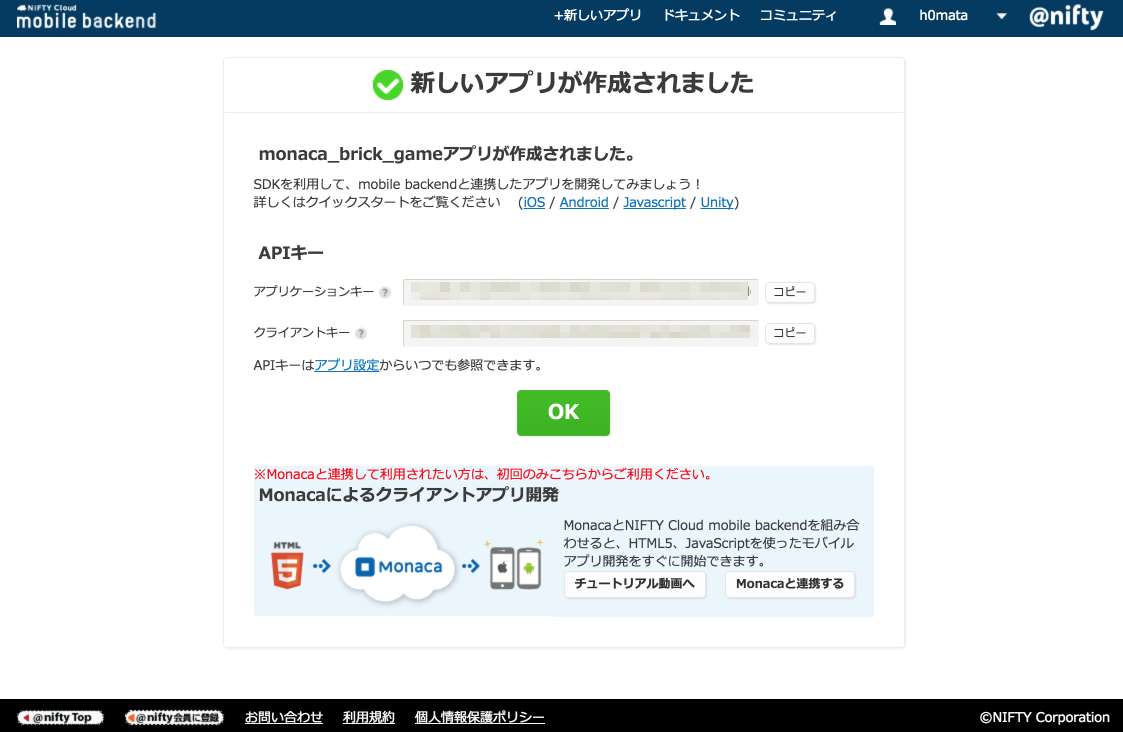 NIFTY Cloud
mobile backend
+新しいアプリ ドキュメント コミュニティ h0mata @nifty
新しいアプリが作成されました
monaca_brick_gameアプリが作成されました。
SDKを利用して、mobile backendと連携したアプリを開発してみましょう！
詳しくはクイックスタートをご覧ください (iOS / Android / Javascript / Unity)
APIキー
アプリケーションキー ? コピー
クライアントキー ? コピー
APIキーはアプリ設定からいつでも参照できます。
OK
※Monacaと連携して利用されたい方は、初回のみこちらからご利用ください。
Monacaによるクライアントアプリ開発
HTML
5
Monaca
MonacaとNIFTY Cloud mobile backendを組み合
わせると、HTML5、JavaScriptを使ったモバイル
アプリ開発をすぐに開始できます。
チュートリアル動画へ Monacaと連携する
@nifty Top @nifty会員に登録 お問い合わせ 利用規約 個人情報保護ポリシー ©NIFTY Corporation